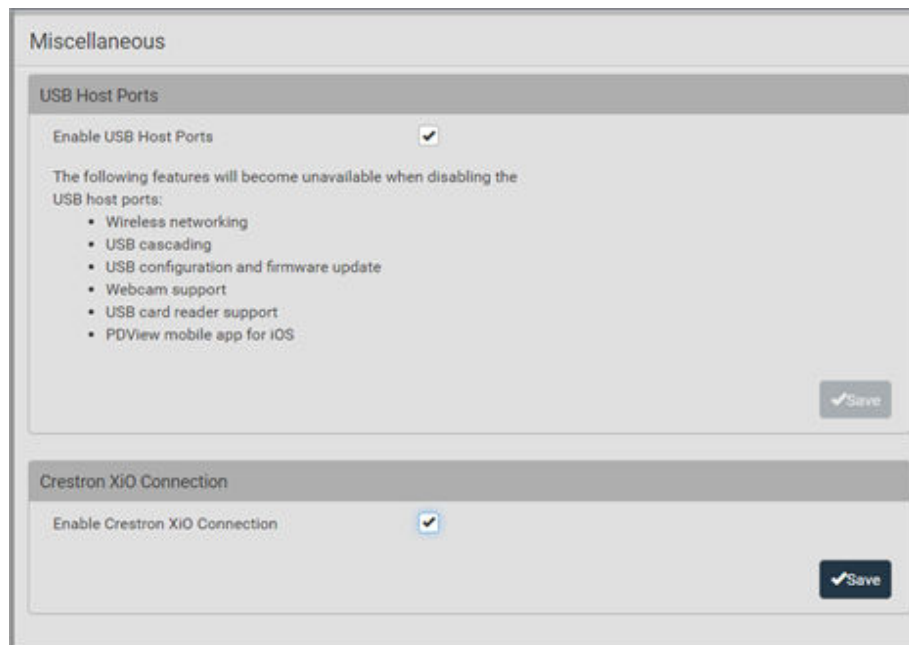 Miscellaneous
USB Host Ports
Enable USB Host Ports
The following features will become unavailable when disabling the
USB host ports:
• Wireless networking
• USB cascading
• USB configuration and firmware update
• Webcam support
• USB card reader support
• PDView mobile app for iOS
Save
Crestron XiO Connection
Enable Crestron XiO Connection
Save